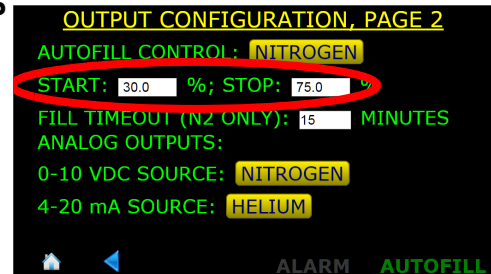 OUTPUT CONFIGURATION, PAGE 2
AUTOFILL CONTROL: NITROGEN
START: 30.0 %; STOP: 75.0 %
FILL TIMEOUT (N2 ONLY): 15 MINUTES
ANALOG OUTPUTS:
0-10 VDC SOURCE: NITROGEN
4-20 mA SOURCE: HELIUM
ALARM AUTOFILL